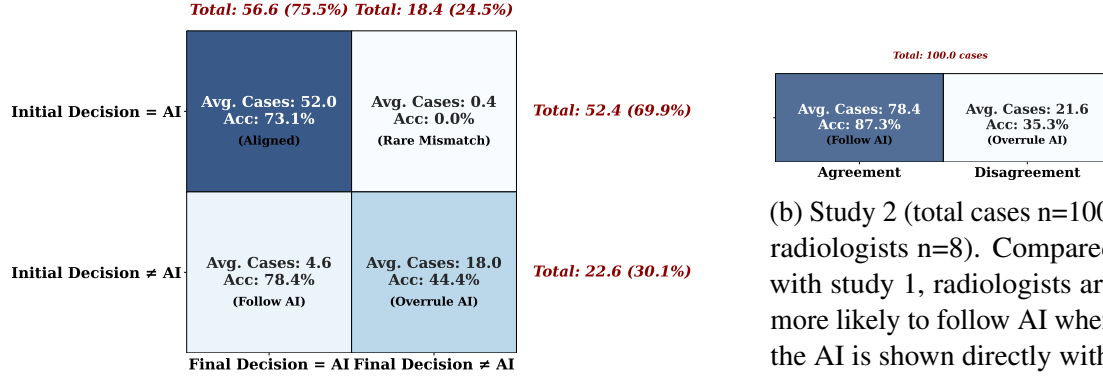 Total: 56.6 (75.5%) Total: 18.4 (24.5%)
Initial Decision = AI
Avg. Cases: 52.0
Acc: 73.1%
(Aligned)
Avg. Cases: 0.4
Acc: 0.0%
(Rare Mismatch)
Total: 52.4 (69.9%)
Initial Decision ≠ AI
Avg. Cases: 4.6
Acc: 78.4%
(Follow AI)
Avg. Cases: 18.0
Acc: 44.4%
(Overrule AI)
Total: 22.6 (30.1%)
Final Decision = AI Final Decision ≠ AI
Total: 100.0 cases
Avg. Cases: 78.4
Acc: 87.3%
(Follow AI)
Avg. Cases: 21.6
Acc: 35.3%
(Overrule AI)
Agreement Disagreement
(b) Study 2 (total cases n=100
radiologists n=8). Compared
with study 1, radiologists ar
more likely to follow AI when
the AI is shown directly with